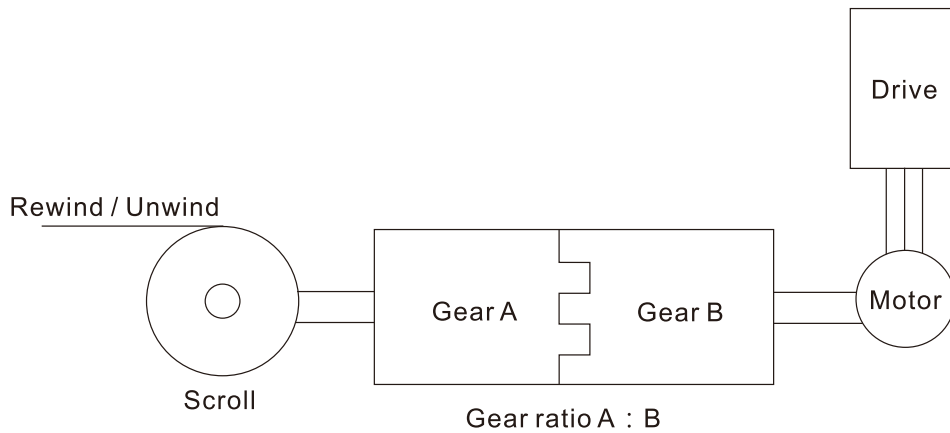 Drive
Rewind / Unwind
Motor
Gear A
Gear B
Scroll
Gear ratio A : B